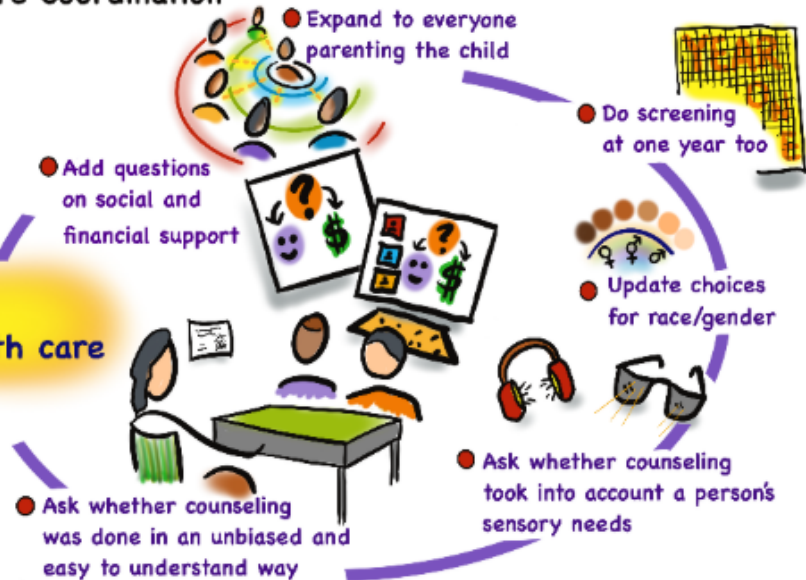 Coordination
Expand to everyone
parenting the child
Do screening
at one year too
Add questions
on social and
financial support
? $
? $
Update choices
for race/gender
care
Ask whether counseling
took into account a person's
sensory needs
Ask whether counseling
was done in an unbiased and
easy to understand way